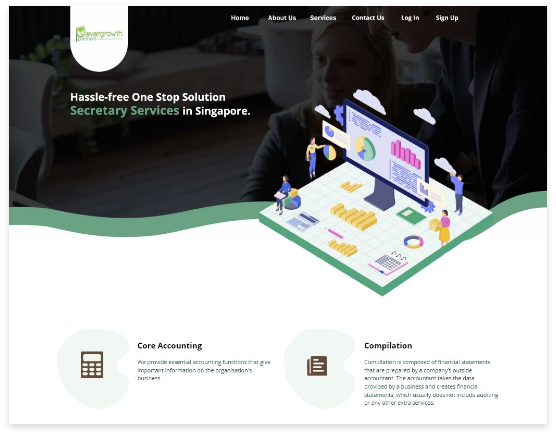 Home About Us Services Contact Us Log In Sign Up
evergrowth
partners
Hassle-free One Stop Solution
Secretary Services in Singapore.
Core Accounting
We provide essential accounting functions that give
important information on the organisation's
business.
Compilation
Compilation is composed of financial statements
that are prepared by a company's outside
accountant. The accountant takes the data
provided by a business and creates financial
statements, which usually does not include auditing
or any other extra services.